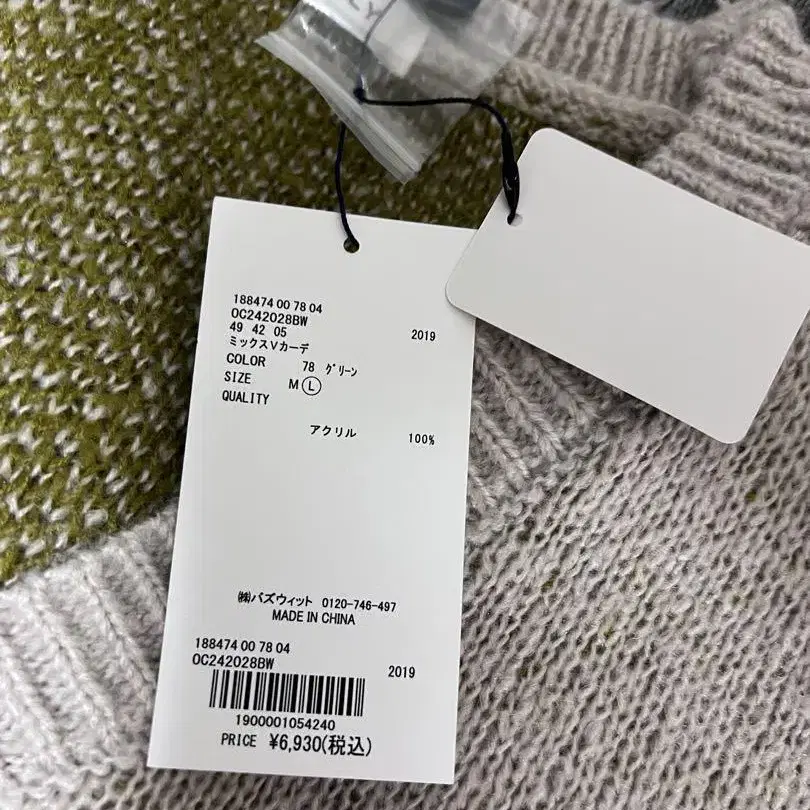 188474 00 78 04
OC242028BW 2019
49 42 05
ミックスVカーデ
COLOR 78 グリーン
SIZE M Ⓛ
QUALITY
アクリル 100%
㈱バズウィット 0120-746-497
MADE IN CHINA
188474 00 78 04
OC242028BW 2019
1900001054240
PRICE ¥6,930(税込)